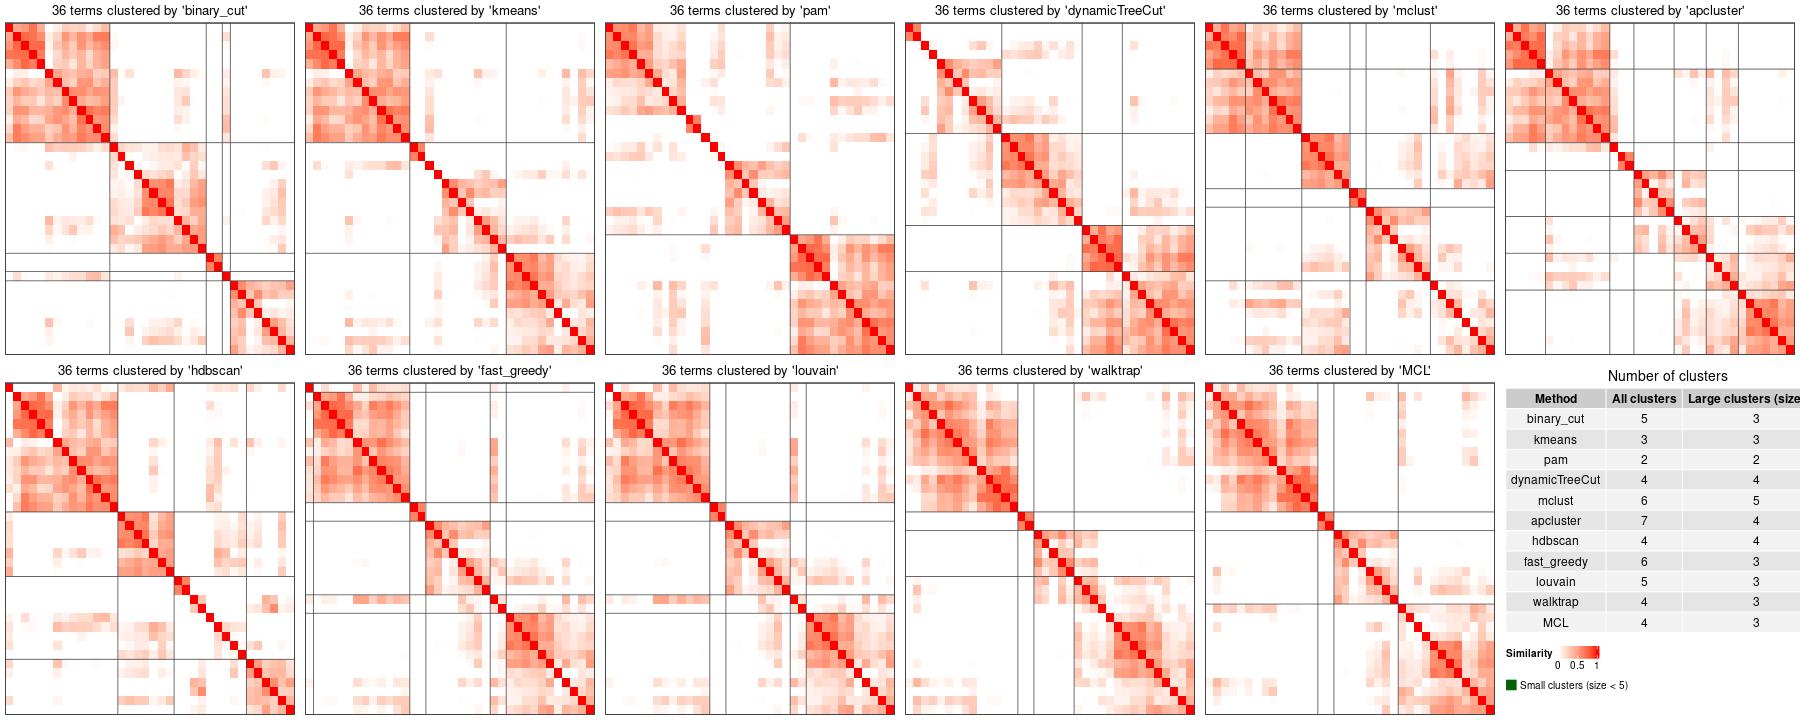 36 terms clustered by 'binary_cut'
36 terms clustered by 'kmeans'
36 terms clustered by 'pam'
36 terms clustered by 'dynamicTreeCut'
36 terms clustered by 'mclust'
36 terms clustered by 'apcluster'
36 terms clustered by 'hdbscan'
36 terms clustered by 'fast_greedy'
36 terms clustered by 'louvain'
36 terms clustered by 'walktrap'
36 terms clustered by 'MCL'
Number of clusters
Method All clusters Large clusters (size
binary_cut 5 3
kmeans 3 3
pam 2 2
dynamicTreeCut 4 4
mclust 6 5
apcluster 7 4
hdbscan 4 4
fast_greedy 6 3
louvain 5 3
walktrap 4 3
MCL 4 3
Similarity
0 0.5 1
Small clusters (size < 5)